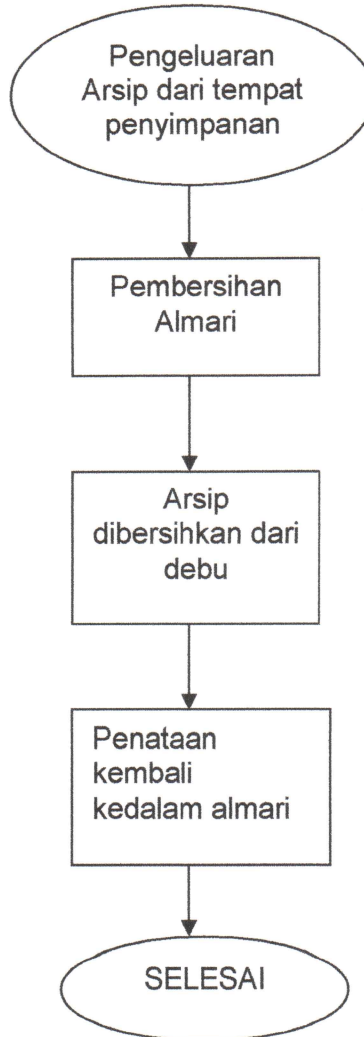 Pengeluaran
Arsip dari tempat
penyimpanan
Pembersihan
Almari
Arsip
dibersihkan dari
debu
Penataan
kembali
kedalam almari
SELESAI